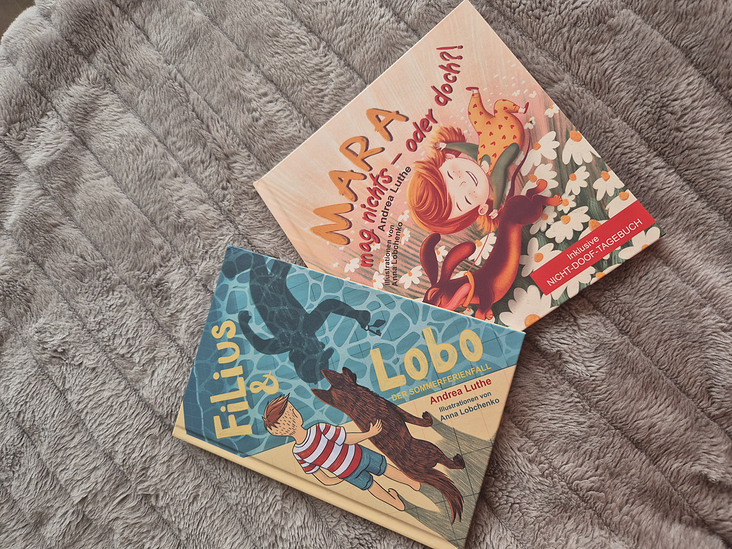 MARA
mag nichts – oder doch?!
Andrea Luthe
Illustrationen von
Anna Lobchenko
Inklusive
NICHT-DOOF-TAGEBUCH
FiLius
&
Lobo
DER SOMMERFERIENFALL
Andrea Luthe
Illustrationen von
Anna Lobchenko